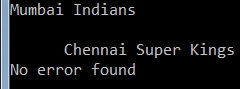 Mumbai Indians
Chennai Super Kings
No error found